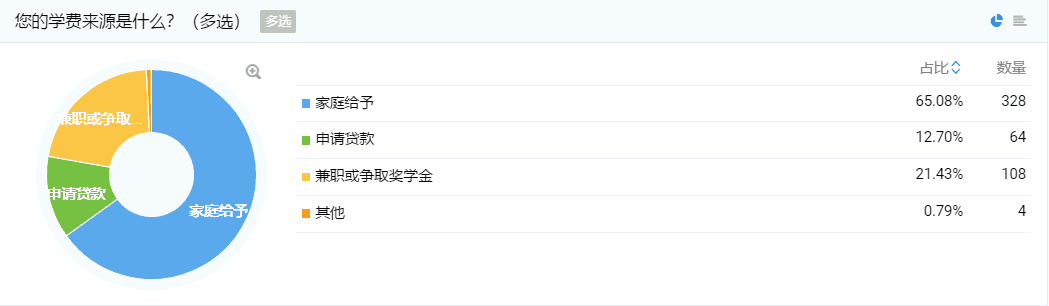 您的学费来源是什么？（多选） 多选
占比 数量
家庭给予 65.08% 328
申请贷款 12.70% 64
兼职或争取奖学金 21.43% 108
其他 0.79% 4
兼职或争取...
申请贷款
家庭给予